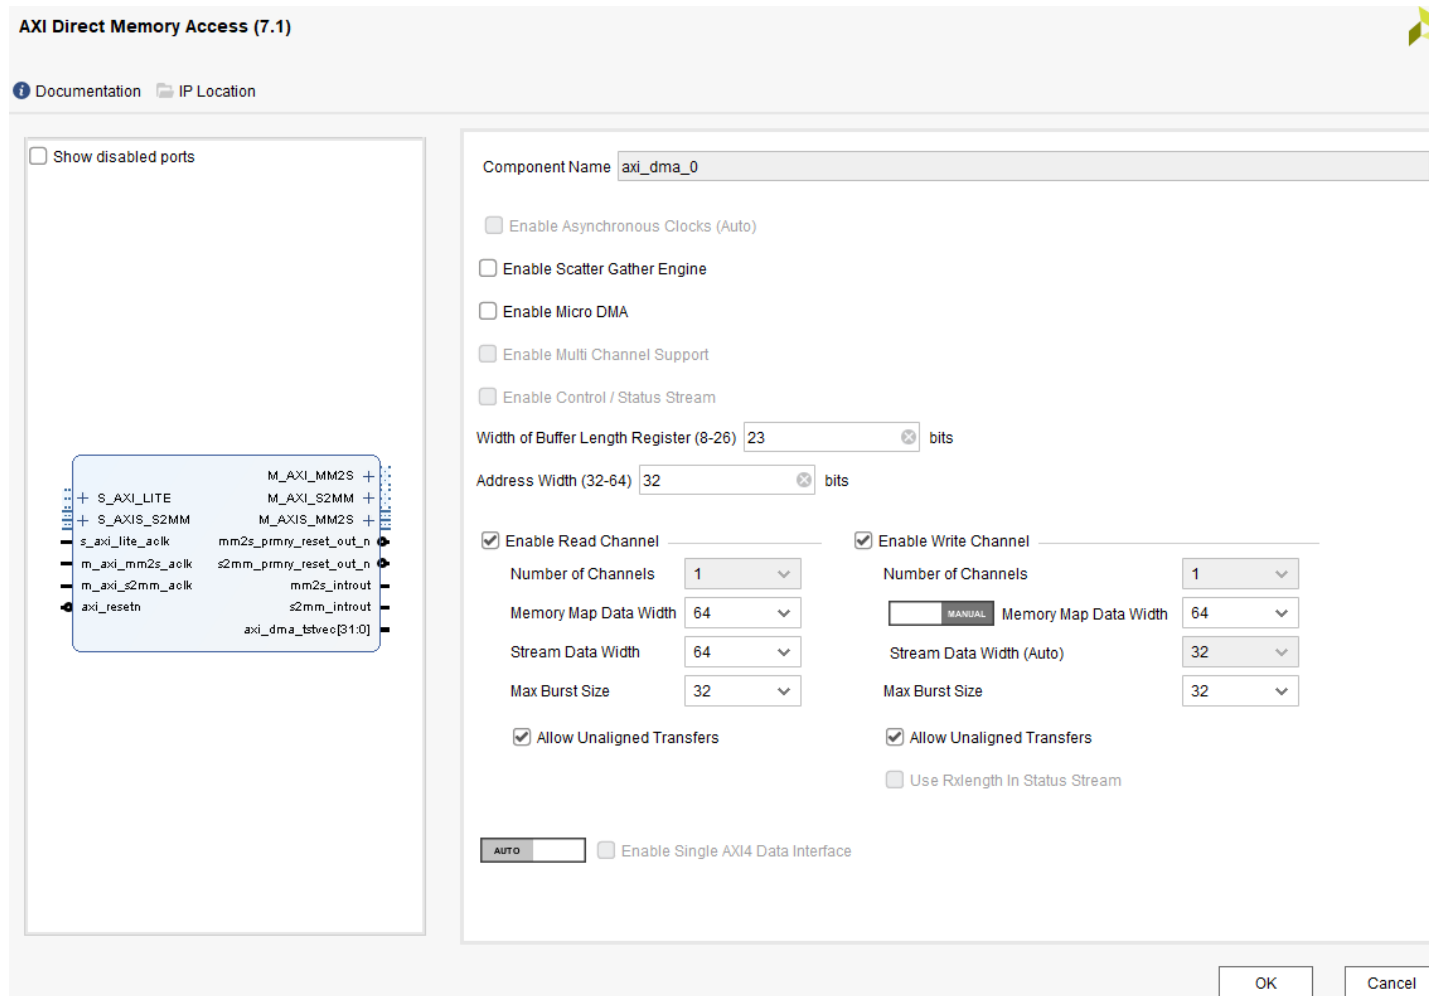 AXI Direct Memory Access (7.1)
Documentation IP Location
Show disabled ports
M_AXI_MM2S
S_AXI_LITE M_AXI_S2MM
S_AXIS_S2MM M_AXIS_MM2S
s_axi_lite_aclk mm2s_prmry_reset_out_n
m_axi_mm2s_aclk s2mm_prmry_reset_out_n
m_axi_s2mm_aclk mm2s_introut
axi_resetn s2mm_introut
axi_dma_tstvec[31:0]
Component Name axi_dma_0
Enable Asynchronous Clocks (Auto)
Enable Scatter Gather Engine
Enable Micro DMA
Enable Multi Channel Support
Enable Control / Status Stream
Width of Buffer Length Register (8-26) 23 bits
Address Width (32-64) 32 bits
Enable Read Channel Enable Write Channel
Number of Channels 1 Number of Channels 1
Memory Map Data Width 64 MANUAL Memory Map Data Width 64
Stream Data Width 64 Stream Data Width (Auto) 32
Max Burst Size 32 Max Burst Size 32
Allow Unaligned Transfers Allow Unaligned Transfers
Use Rxlength In Status Stream
AUTO Enable Single AXI4 Data Interface
OK Cancel